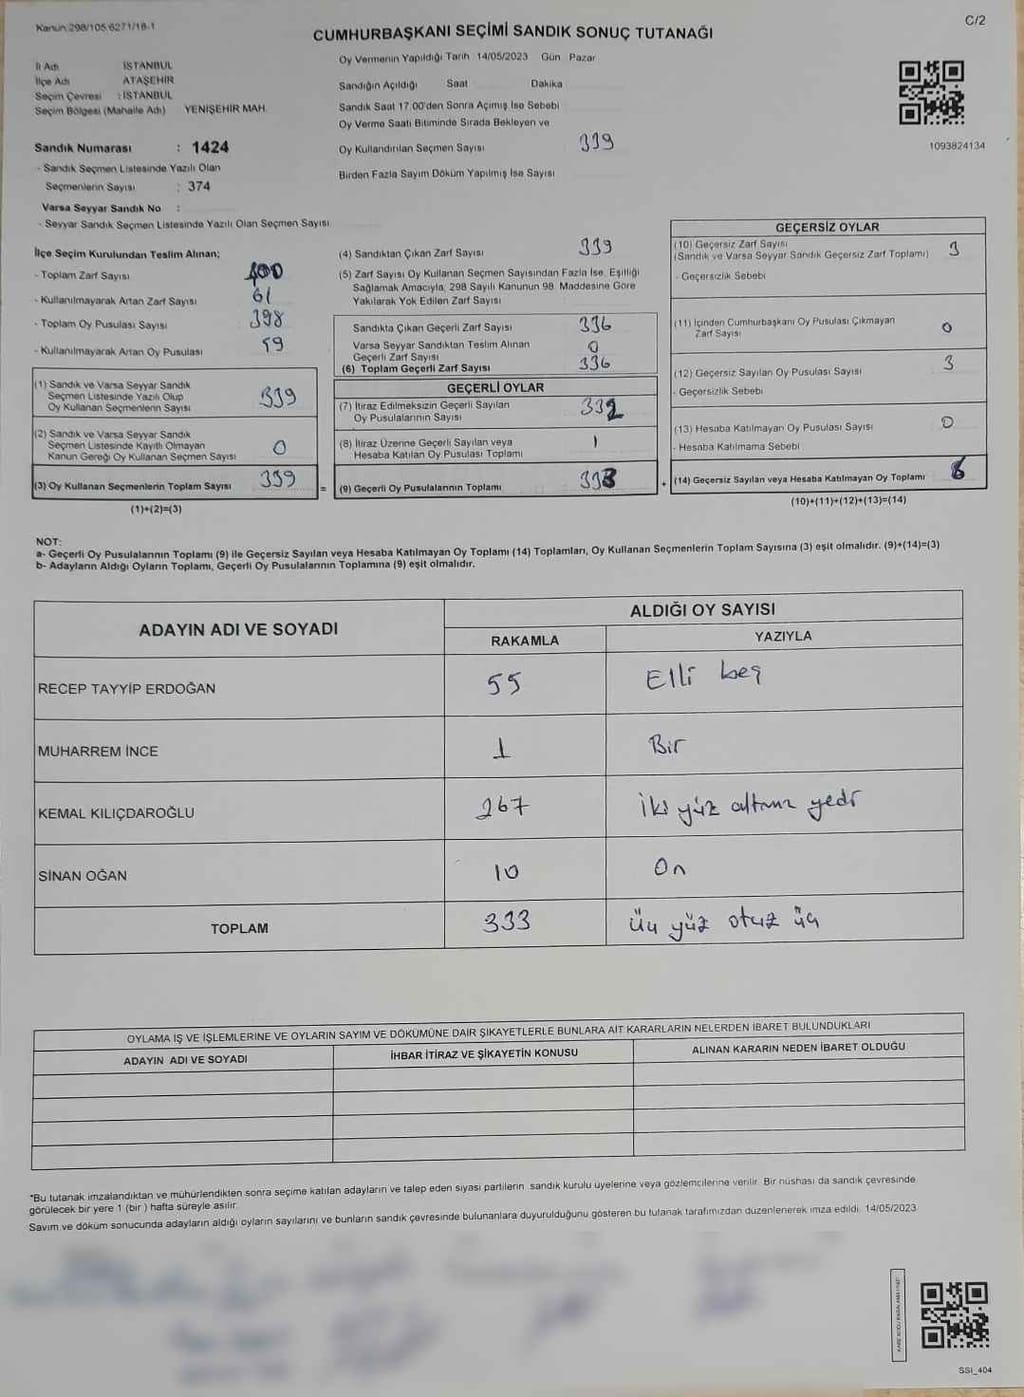 Kanun 298/105 6271/18-1
C/2
CUMHURBAŞKANI SEÇİMİ SANDIK SONUÇ TUTANAĞI
İl Adı İSTANBUL
İlçe Adı ATAŞEHİR
Seçim Çevresi : İSTANBUL
Seçim Bölgesi (Mahalle Adı) YENİŞEHİR MAH.
Sandık Numarası : 1424
- Sandık Seçmen Listesinde Yazılı Olan
Seçmenlerin Sayısı : 374
Varsa Seyyar Sandık No :
- Seyyar Sandık Seçmen Listesinde Yazılı Olan Seçmen Sayısı
Oy Vermenin Yapıldığı Tarih 14/05/2023 Gün Pazar
Sandığın Açıldığı Saat Dakika
Sandık Saat 17.00'den Sonra Açımış İse Sebebi
Oy Verme Saati Bitiminde Sırada Bekleyen ve
Oy Kullandırılan Seçmen Sayısı 339
Birden Fazla Sayım Döküm Yapılmış İse Sayısı
1093824134
İlçe Seçim Kurulundan Teslim Alınan;
- Toplam Zarf Sayısı 400
- Kullanılmayarak Artan Zarf Sayısı 61
- Toplam Oy Pusulası Sayısı 398
- Kullanılmayarak Artan Oy Pusulası 59
(1) Sandık ve Varsa Seyyar Sandık
Seçmen Listesinde Yazılı Olup
Oy Kullanan Seçmenlerin Sayısı 339
(2) Sandık ve Varsa Seyyar Sandık
Seçmen Listesinde Kayıtlı Olmayan
Kanun Gereği Oy Kullanan Seçmen Sayısı 0
(3) Oy Kullanan Seçmenlerin Toplam Sayısı 339 =
(1)+(2)=(3)
(4) Sandıktan Çıkan Zarf Sayısı 339
(5) Zarf Sayısı Oy Kullanan Seçmen Sayısından Fazla İse, Eşitliği
Sağlamak Amacıyla, 298 Sayılı Kanunun 98. Maddesine Göre
Yakılarak Yok Edilen Zarf Sayısı
Sandıkta Çıkan Geçerli Zarf Sayısı 336
Varsa Seyyar Sandıktan Teslim Alınan
Geçerli Zarf Sayısı 0
(6) Toplam Geçerli Zarf Sayısı 336
GEÇERLİ OYLAR
(7) İtiraz Edilmeksizin Geçerli Sayılan
Oy Pusulalarının Sayısı 332
(8) İtiraz Üzerine Geçerli Sayılan veya
Hesaba Katılan Oy Pusulası Toplamı 1
(9) Geçerli Oy Pusulalarının Toplamı 333 +
GEÇERSİZ OYLAR
(10) Geçersiz Zarf Sayısı
(Sandık ve Varsa Seyyar Sandık Geçersiz Zarf Toplamı) 3
- Geçersizlik Sebebi
(11) İçinden Cumhurbaşkanı Oy Pusulası Çıkmayan
Zarf Sayısı 0
(12) Geçersiz Sayılan Oy Pusulası Sayısı 3
- Geçersizlik Sebebi
(13) Hesaba Katılmayan Oy Pusulası Sayısı 0
- Hesaba Katılmama Sebebi
(14) Geçersiz Sayılan veya Hesaba Katılmayan Oy Toplamı 6
(10)+(11)+(12)+(13)=(14)
NOT:
a- Geçerli Oy Pusulalarının Toplamı (9) ile Geçersiz Sayılan veya Hesaba Katılmayan Oy Toplamı (14) Toplamları, Oy Kullanan Seçmenlerin Toplam Sayısına (3) eşit olmalıdır. (9)+(14)=(3)
b- Adayların Aldığı Oyların Toplamı, Geçerli Oy Pusulalarının Toplamına (9) eşit olmalıdır.
ADAYIN ADI VE SOYADI
ALDIĞI OY SAYISI
RAKAMLA YAZIYLA
RECEP TAYYİP ERDOĞAN 55 Elli beş
MUHARREM İNCE 1 Bir
KEMAL KILIÇDAROĞLU 267 iki yüz altmış yedi
SİNAN OĞAN 10 On
TOPLAM 333 Üç yüz otuz üç
OYLAMA İŞ VE İŞLEMLERİNE VE OYLARIN SAYIM VE DÖKÜMÜNE DAİR ŞİKAYETLERLE BUNLARA AİT KARARLARIN NELERDEN İBARET BULUNDUKLARI
ADAYIN ADI VE SOYADI İHBAR İTİRAZ VE ŞİKAYETİN KONUSU ALINAN KARARIN NEDEN İBARET OLDUĞU
*Bu tutanak imzalandıktan ve mühürlendikten sonra seçime katılan adayların ve talep eden siyasi partilerin sandık kurulu üyelerine veya gözlemcilerine verilir. Bir nüshası da sandık çevresinde
görülecek bir yere 1 (bir ) hafta süreyle asılır.
Sayım ve döküm sonucunda adayların aldığı oyların sayılarını ve bunların sandık çevresinde bulunanlara duyurulduğunu gösteren bu tutanak tarafımızdan düzenlenerek imza edildi. 14/05/2023
SSI_404